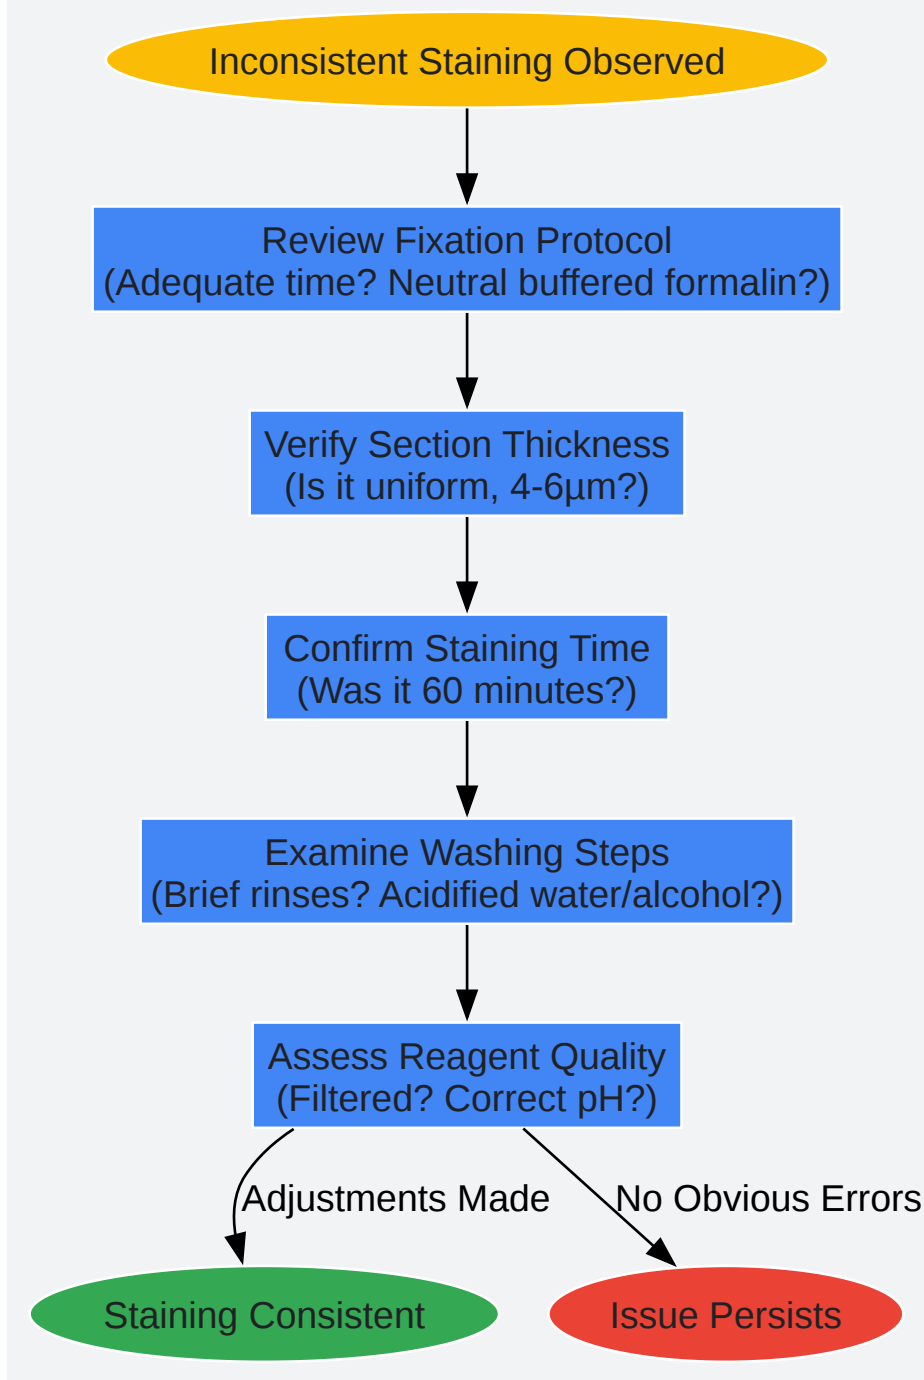 Inconsistent Staining Observed
Review Fixation Protocol
(Adequate time? Neutral buffered formalin?)
Verify Section Thickness
(Is it uniform, 4-6µm?)
Confirm Staining Time
(Was it 60 minutes?)
Examine Washing Steps
(Brief rinses? Acidified water/alcohol?)
Assess Reagent Quality
(Filtered? Correct pH?)
Adjustments Made
No Obvious Errors
Staining Consistent
Issue Persists